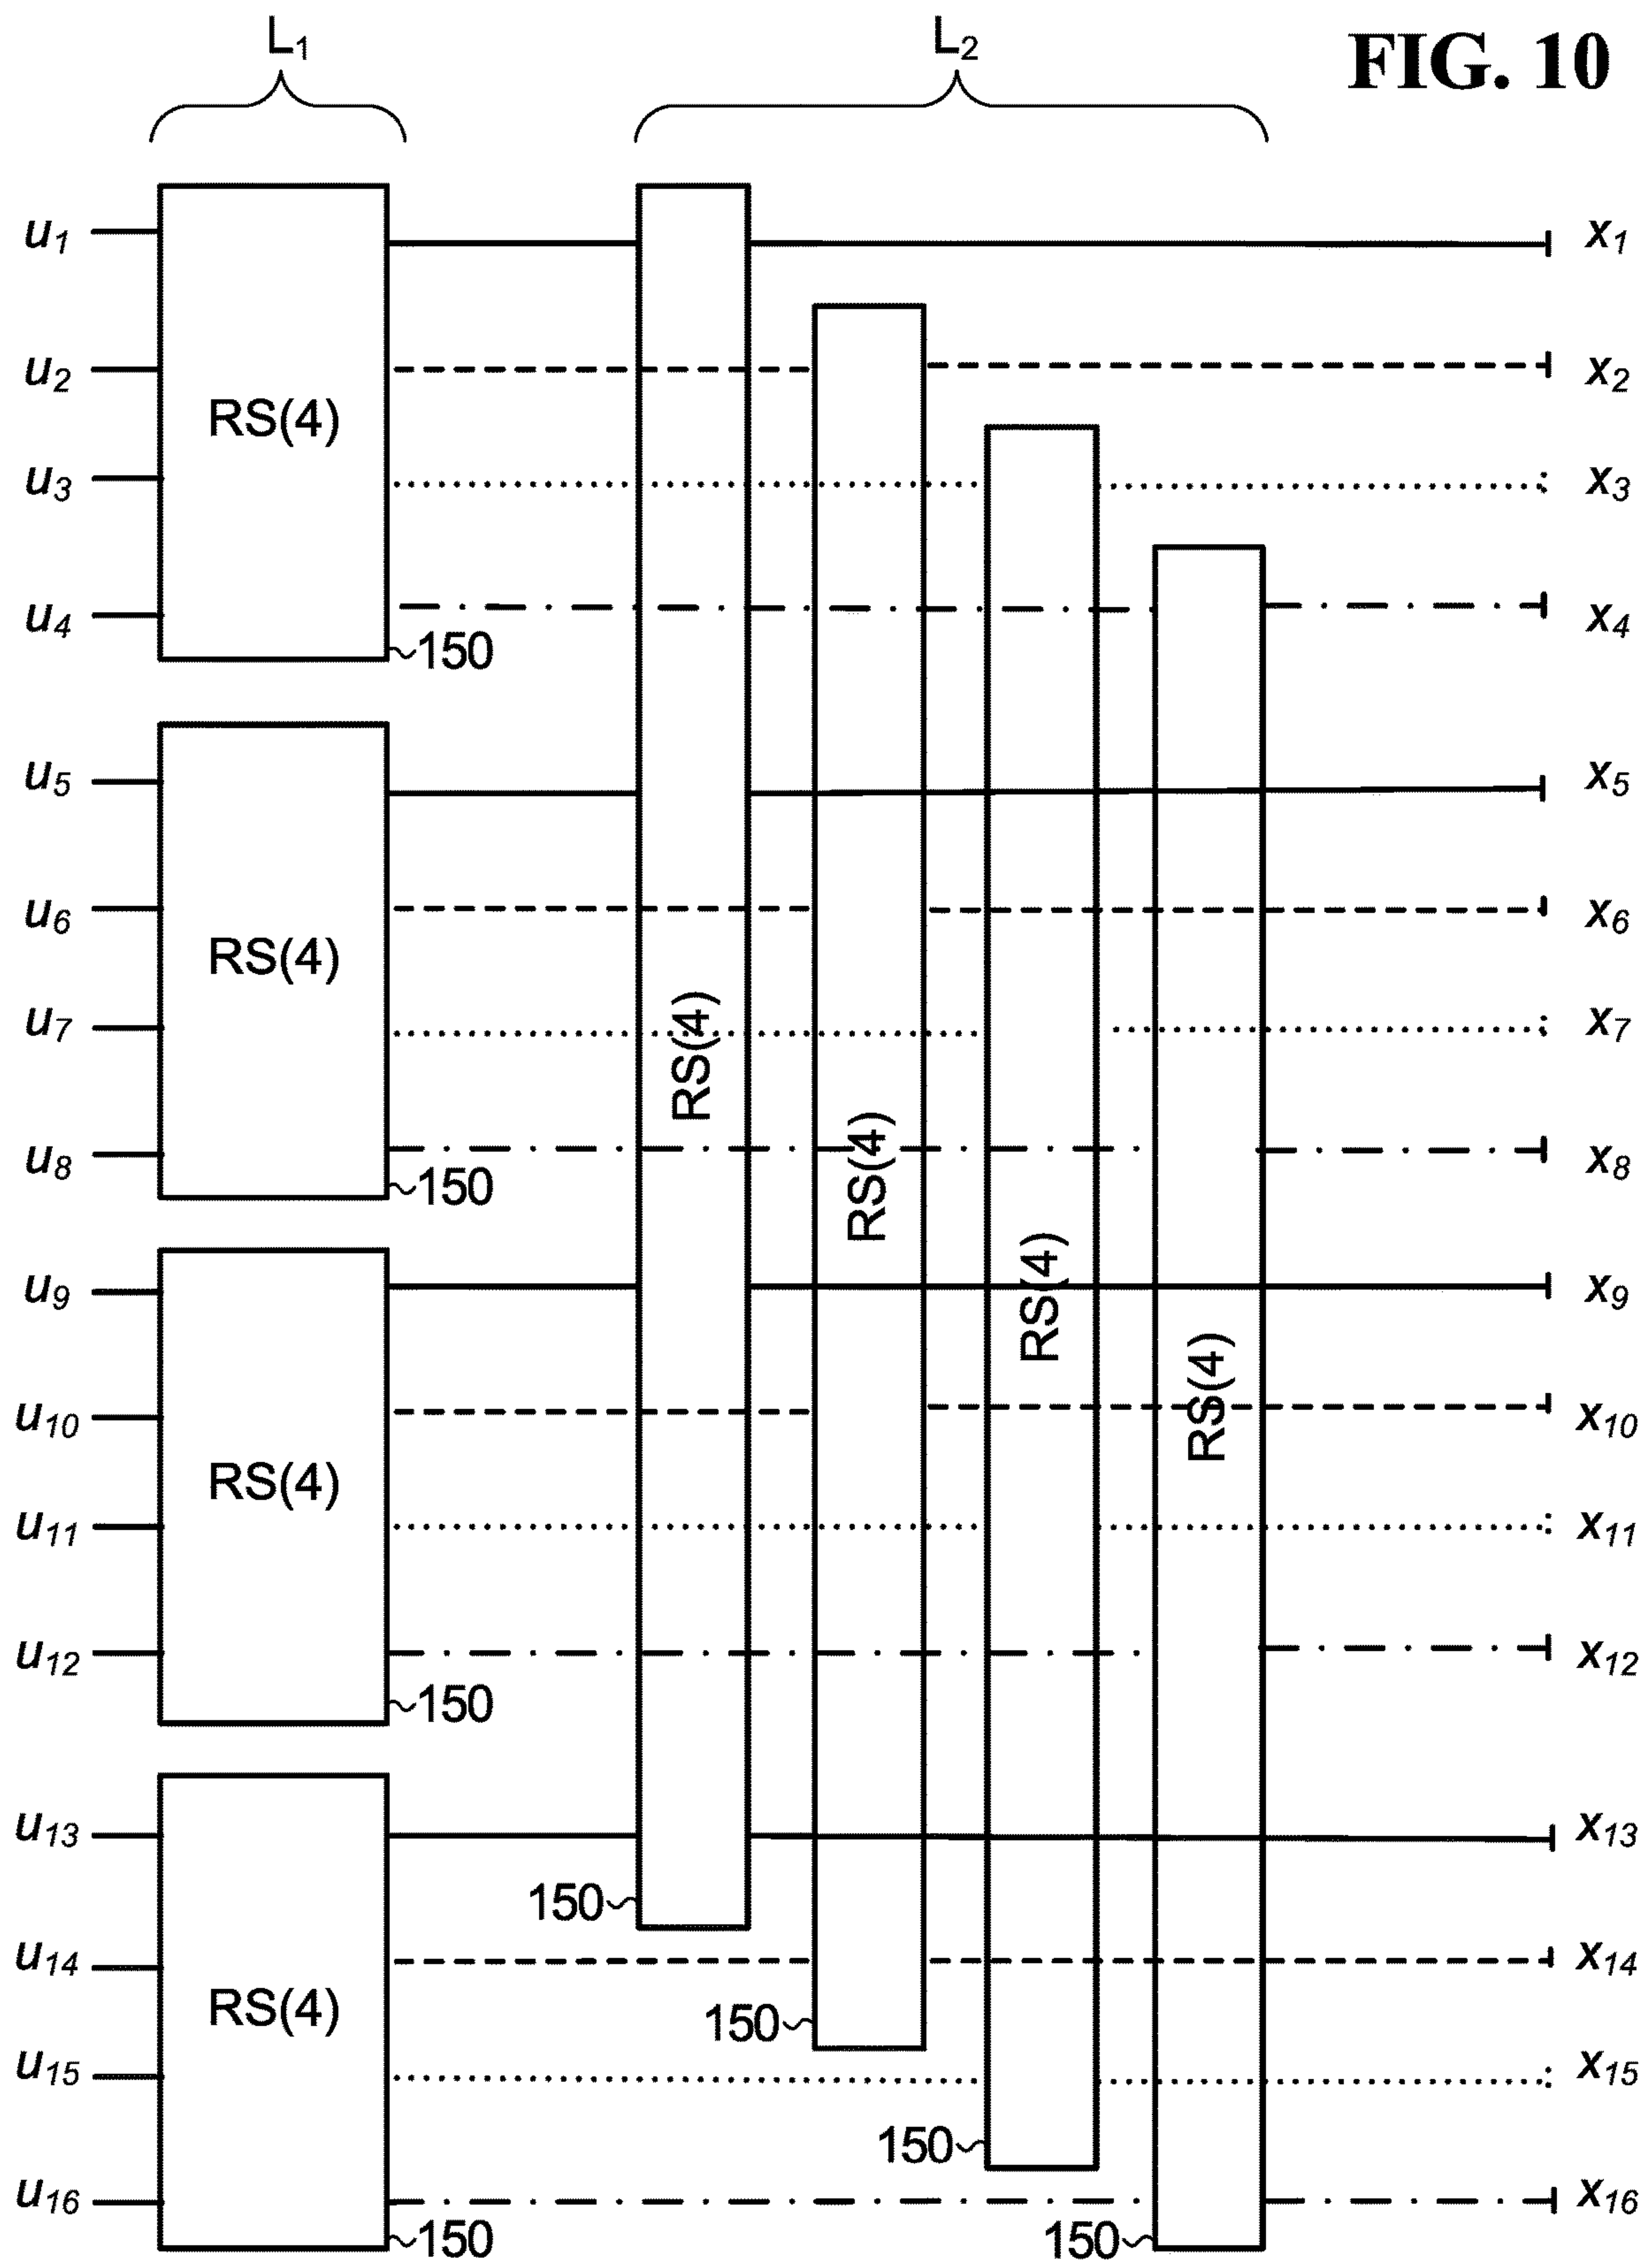 FIG. 10
L1 L2
u1 x1
u2 x2
RS(4)
u3 x3
u4 x4
150
u5 x5
u6 x6
RS(4)
u7 x7
RS(4)
u8 x8
150
RS(4)
u9 x9
RS(4)
u10 x10
RS(4)
RS(4)
u11 x11
u12 x12
150
u13 x13
150
u14 x14
RS(4)
150
u15 x15
150
u16 x16
150 150